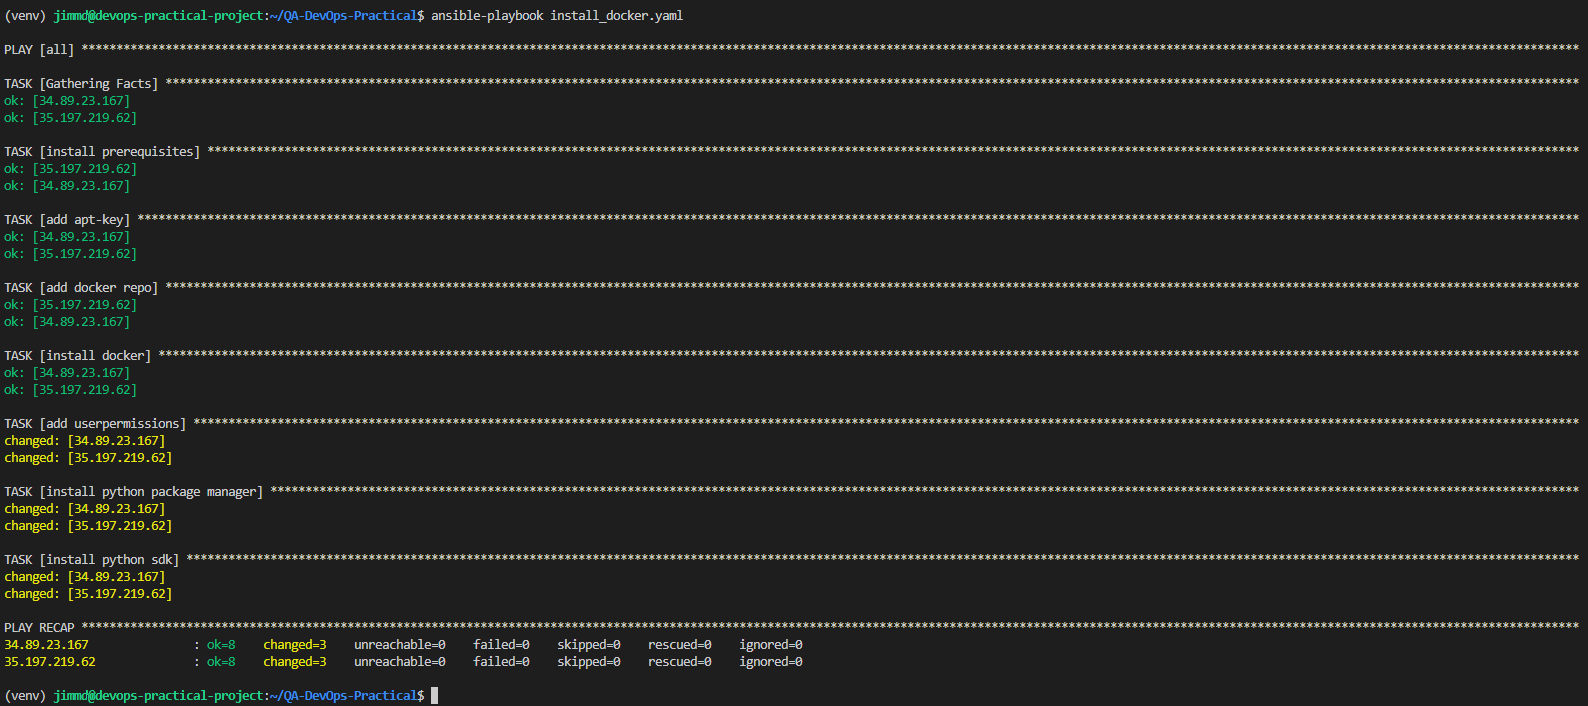 (venv) jimmd@devops-practical-project:~/QA-DevOps-Practical$ ansible-playbook install_docker.yaml
PLAY [all] ****************************************************************************************************************************************************************************************************************
TASK [Gathering Facts] ****************************************************************************************************************************************************************************************************
ok: [34.89.23.167]
ok: [35.197.219.62]
TASK [install prerequisites] **********************************************************************************************************************************************************************************************
ok: [35.197.219.62]
ok: [34.89.23.167]
TASK [add apt-key] ********************************************************************************************************************************************************************************************************
ok: [34.89.23.167]
ok: [35.197.219.62]
TASK [add docker repo] ****************************************************************************************************************************************************************************************************
ok: [35.197.219.62]
ok: [34.89.23.167]
TASK [install docker] *****************************************************************************************************************************************************************************************************
ok: [34.89.23.167]
ok: [35.197.219.62]
TASK [add userpermissions] ************************************************************************************************************************************************************************************************
changed: [34.89.23.167]
changed: [35.197.219.62]
TASK [install python package manager] *************************************************************************************************************************************************************************************
changed: [34.89.23.167]
changed: [35.197.219.62]
TASK [install python sdk] *************************************************************************************************************************************************************************************************
changed: [34.89.23.167]
changed: [35.197.219.62]
PLAY RECAP ****************************************************************************************************************************************************************************************************************
34.89.23.167               : ok=8    changed=3    unreachable=0    failed=0    skipped=0    rescued=0    ignored=0
35.197.219.62              : ok=8    changed=3    unreachable=0    failed=0    skipped=0    rescued=0    ignored=0
(venv) jimmd@devops-practical-project:~/QA-DevOps-Practical$